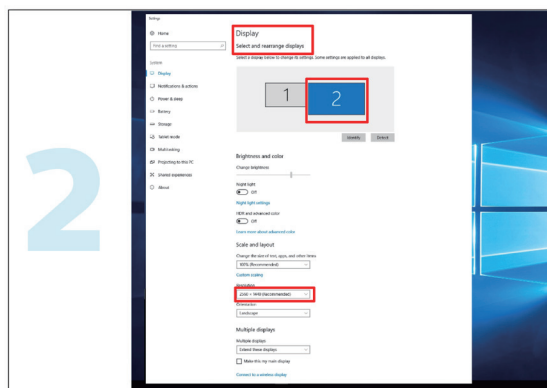 2
Settings
Home
Find a setting
System
Display
Notifications & actions
Power & sleep
Battery
Storage
Tablet mode
Multitasking
Projecting to this PC
Shared experiences
About
Display
Select and rearrange displays
Select a display below to change its settings. Some settings are applied to all displays.
1
2
Identify
Detect
Brightness and color
Change brightness
Night light
Off
Night light settings
HDR and advanced color
Off
Learn more about advanced color
Scale and layout
Change the size of text, apps, and other items
100% (Recommended)
Custom scaling
Resolution
2560 × 1440 (Recommended)
Orientation
Landscape
Multiple displays
Multiple displays
Extend these displays
Make this my main display
Connect to a wireless display